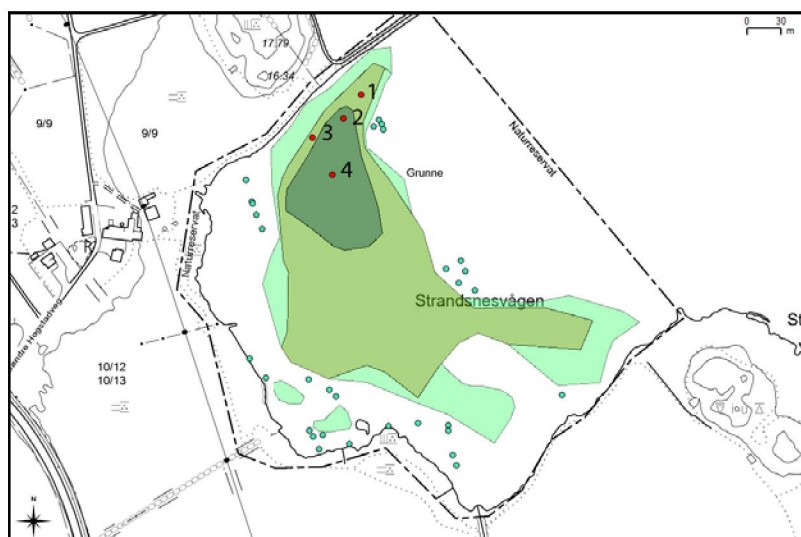 0 30
m
17.79
16.34
9/9
9/9
1
2
3
4
Grunne
Naturreservat
Naturreservat
2
3
Strandsnesvågen
St
10/12
10/13
N